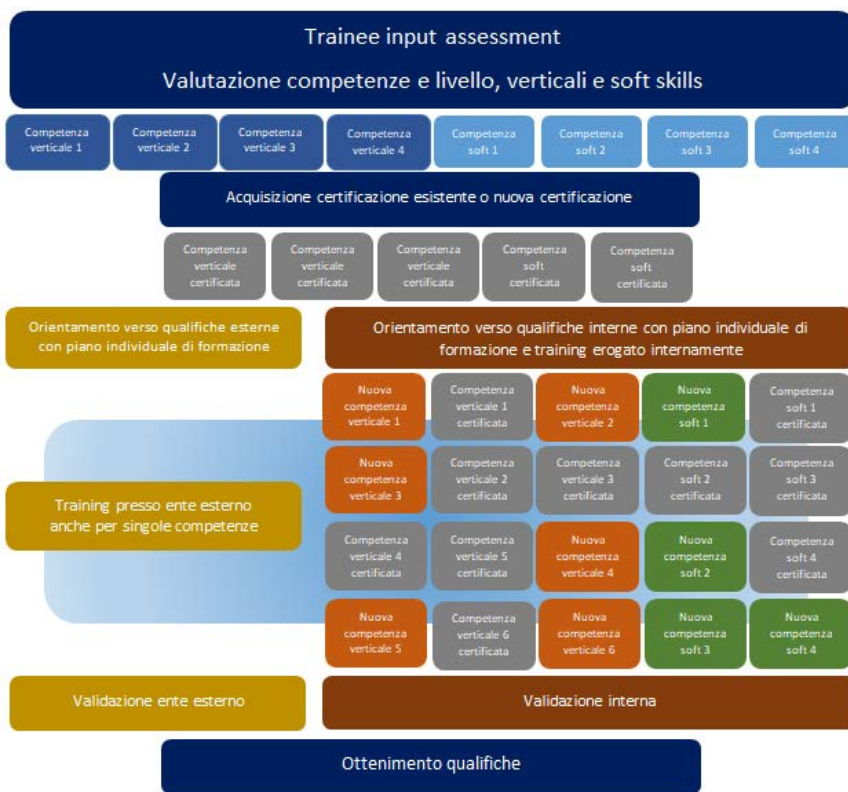 Trainee input assessment
Valutazione competenze e livello, verticali e soft skills
Competenza
verticale 1
Competenza
verticale 2
Competenza
verticale 3
Competenza
verticale 4
Competenza
soft 1
Competenza
soft 2
Competenza
soft 3
Competenza
soft 4
Acquisizione certificazione esistente o nuova certificazione
Competenza
verticale
certificata
Competenza
verticale
certificata
Competenza
verticale
certificata
Competenza
soft
certificata
Competenza
soft
certificata
Orientamento verso qualifiche esterne
con piano individuale di formazione
Orientamento verso qualifiche interne con piano individuale di
formazione e training erogato internamente
Nuova
competenza
verticale 1
Competenza
verticale 1
certificata
Nuova
competenza
verticale 2
Nuova
competenza
soft 1
Competenza
soft 1
certificata
Training presso ente esterno
anche per singole competenze
Nuova
competenza
verticale 3
Competenza
verticale 2
certificata
Competenza
verticale 3
certificata
Competenza
soft 2
certificata
Competenza
soft 3
certificata
Competenza
verticale 4
certificata
Competenza
verticale 5
certificata
Nuova
competenza
verticale 4
Nuova
competenza
soft 2
Competenza
soft 4
certificata
Nuova
competenza
verticale 5
Competenza
verticale 6
certificata
Nuova
competenza
verticale 6
Nuova
competenza
soft 3
Nuova
competenza
soft 4
Validazione ente esterno
Validazione interna
Ottenimento qualifiche